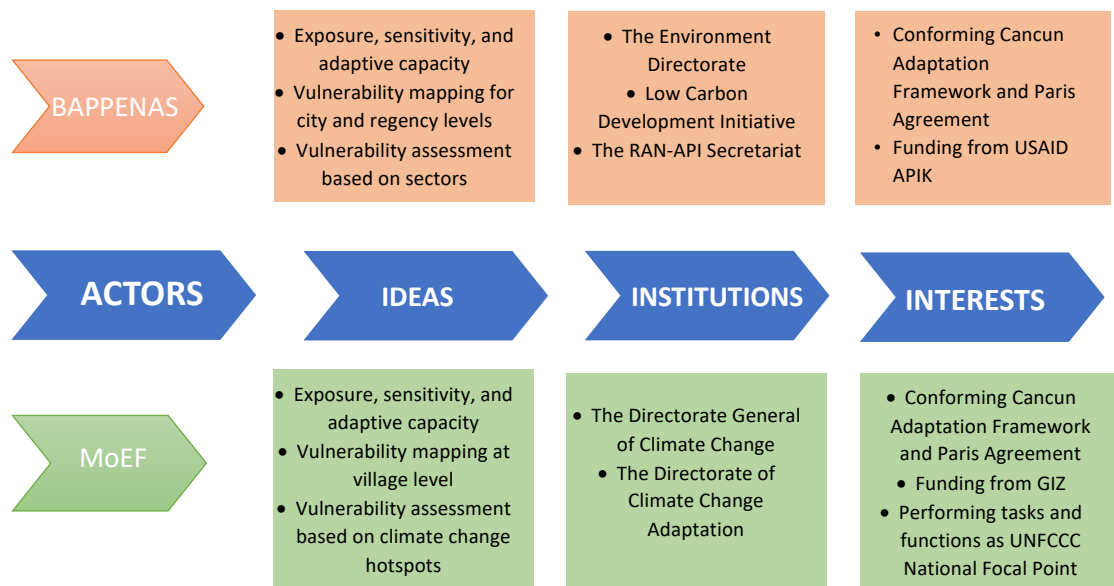 BAPPENAS
• Exposure, sensitivity, and
adaptive capacity
• Vulnerability mapping for
city and regency levels
• Vulnerability assessment
based on sectors
• The Environment
Directorate
• Low Carbon
Development Initiative
• The RAN-API Secretariat
• Conforming Cancun
Adaptation
Framework and Paris
Agreement
• Funding from USAID
APIK
ACTORS
IDEAS
INSTITUTIONS
INTERESTS
MoEF
• Exposure, sensitivity, and
adaptive capacity
• Vulnerability mapping at
village level
• Vulnerability assessment
based on climate change
hotspots
• The Directorate General
of Climate Change
• The Directorate of
Climate Change
Adaptation
• Conforming Cancun
Adaptation Framework
and Paris Agreement
• Funding from GIZ
• Performing tasks and
functions as UNFCCC
National Focal Point